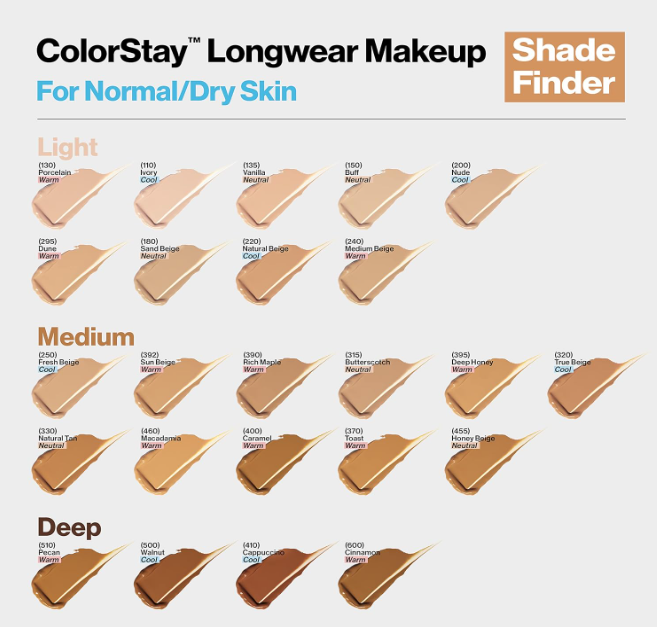 ColorStay™ Longwear Makeup
For Normal/Dry Skin
Shade
Finder
Light
(130)
Porcelain
Warm
(110)
Ivory
Cool
(135)
Vanilla
Neutral
(150)
Buff
Neutral
(200)
Nude
Cool
(295)
Dune
Warm
(180)
Sand Beige
Neutral
(220)
Natural Beige
Cool
(240)
Medium Beige
Warm
Medium
(250)
Fresh Beige
Cool
(392)
Sun Beige
Warm
(390)
Rich Maple
Warm
(315)
Butterscotch
Neutral
(395)
Deep Honey
Warm
(320)
True Beige
Cool
(330)
Natural Tan
Neutral
(460)
Macadamia
Warm
(400)
Caramel
Warm
(370)
Toast
Warm
(455)
Honey Beige
Neutral
Deep
(510)
Pecan
Warm
(500)
Walnut
Cool
(410)
Cappuccino
Cool
(600)
Cinnamon
Warm